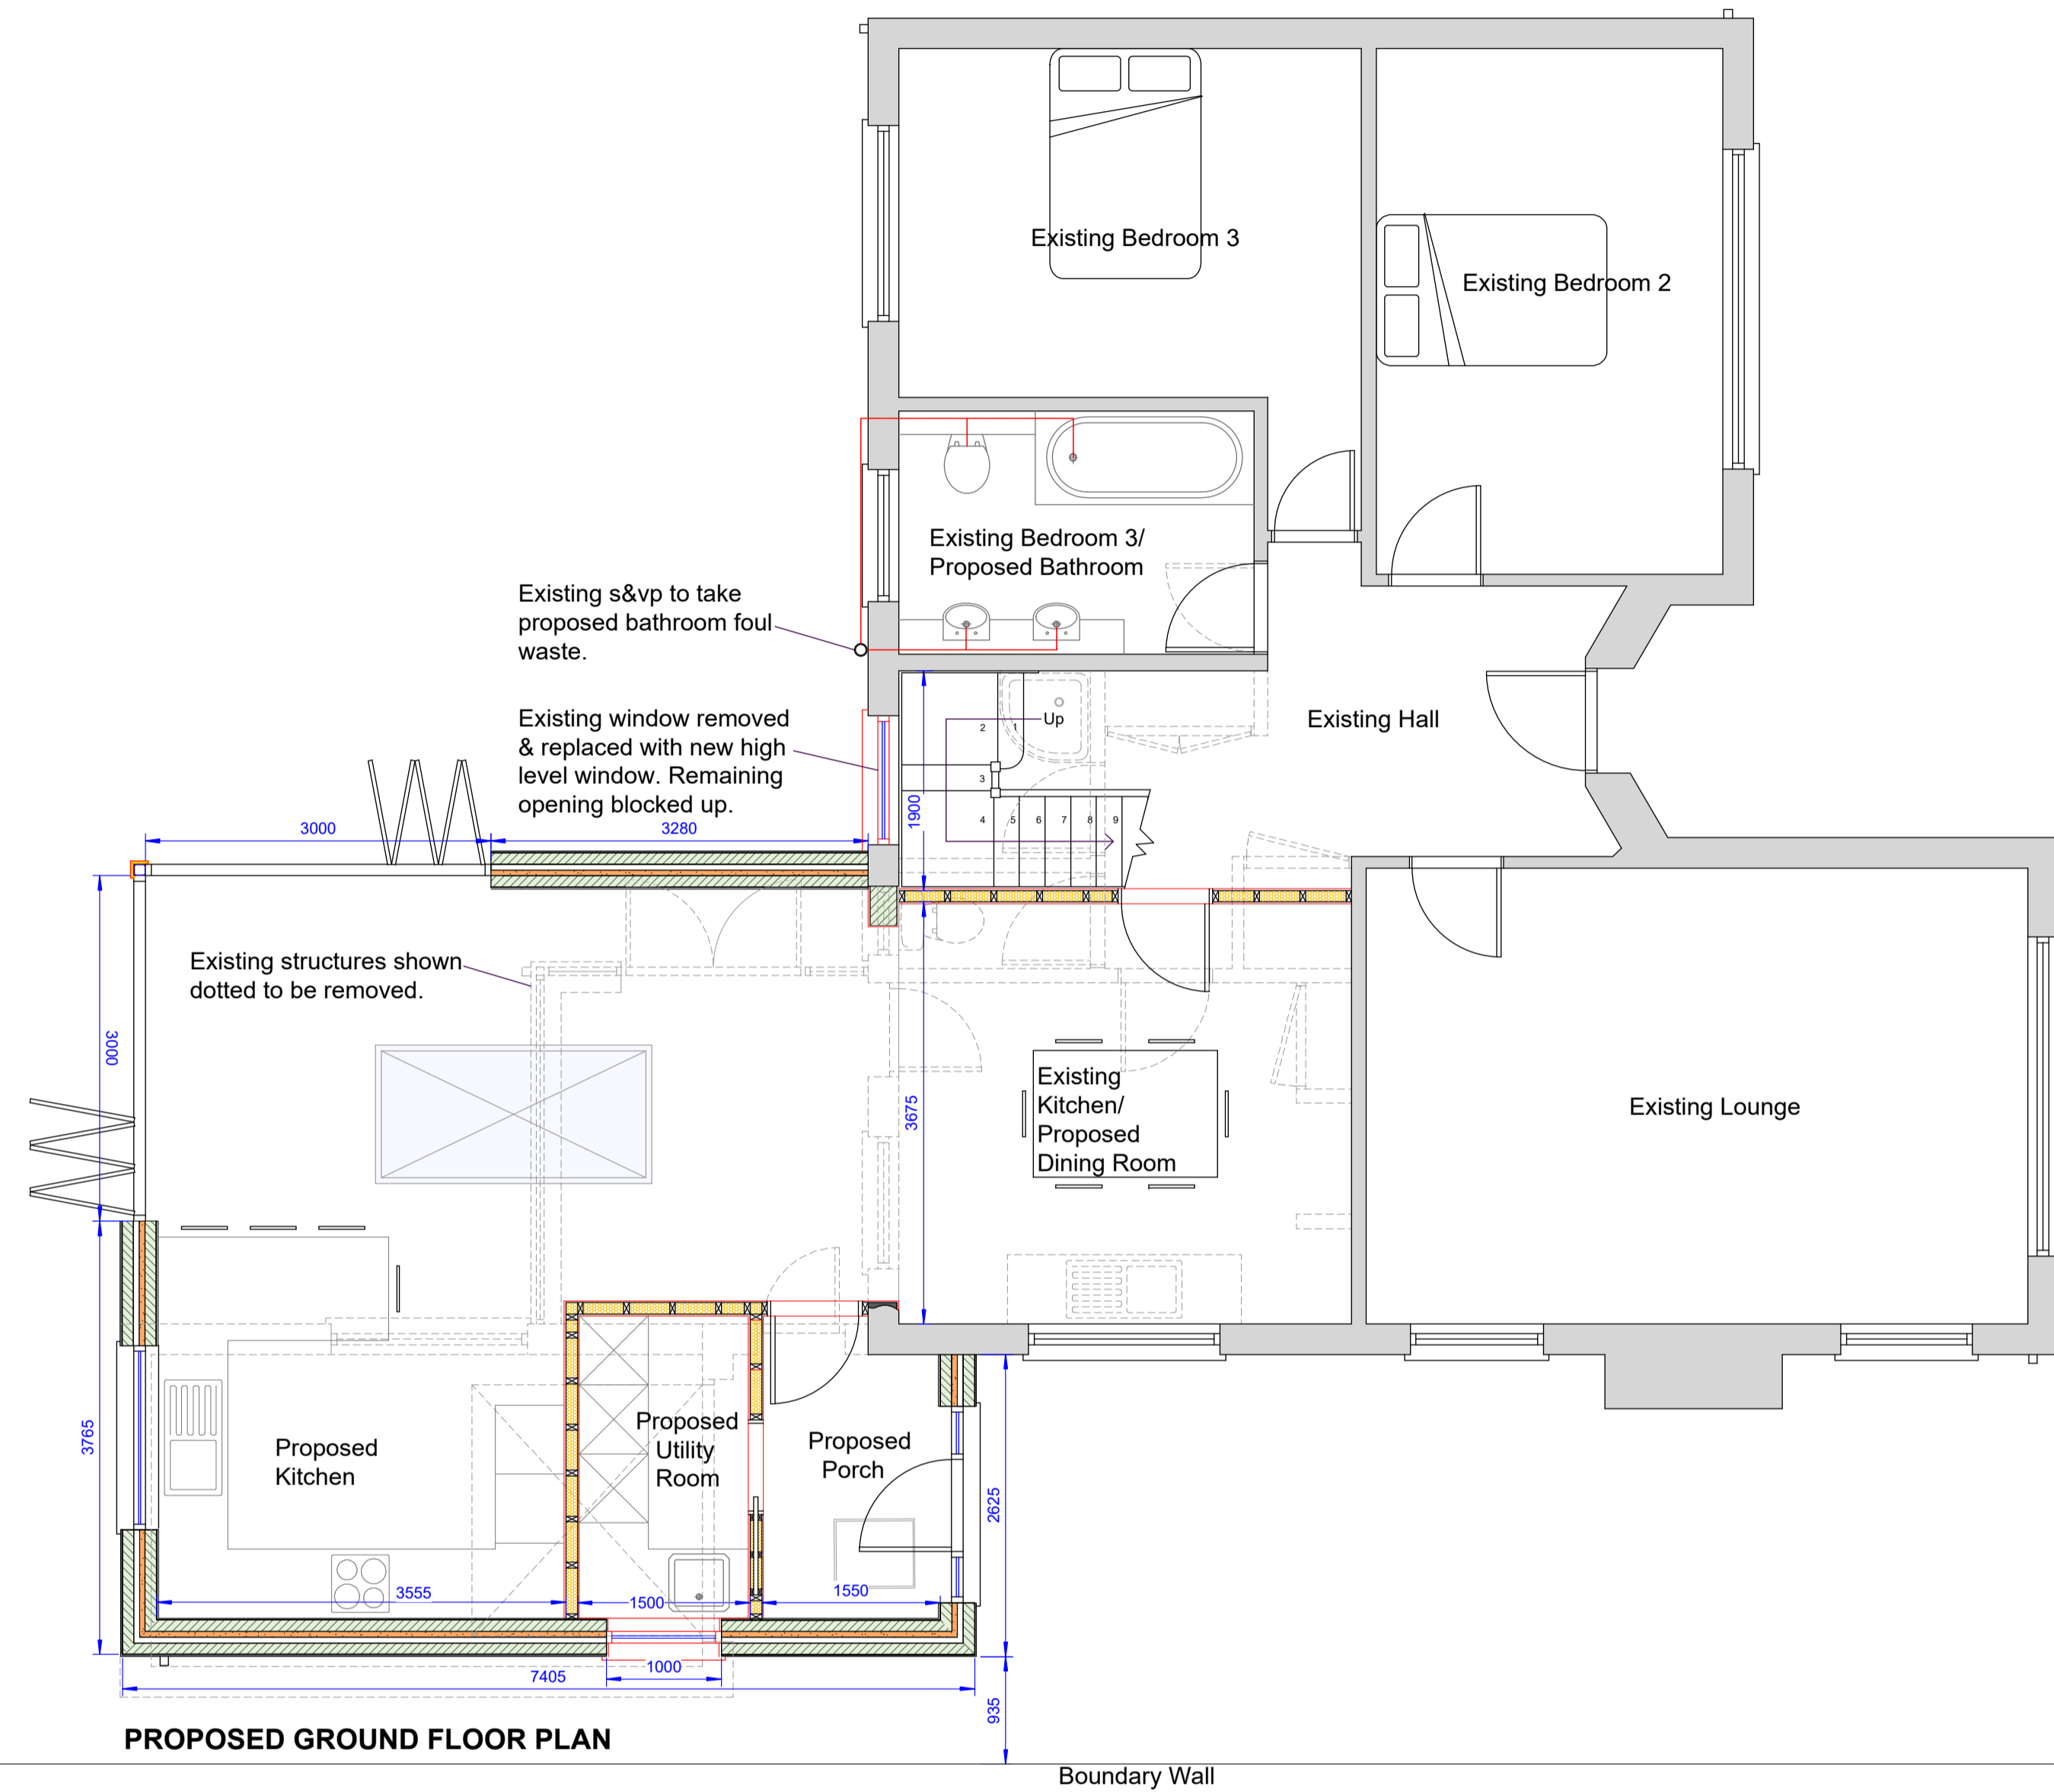 Existing Bedroom 3
Existing Bedroom 2
Existing Bedroom 3/
Proposed Bathroom
Existing s&vp to take
proposed bathroom foul
waste.
Existing window removed
& replaced with new high
level window. Remaining
opening blocked up.
Up
1
2
3
4
5
6
7
8
9
Existing Hall
1900
3000
3280
Existing structures shown
dotted to be removed.
3000
3675
Existing
Kitchen/
Proposed
Dining Room
Existing Lounge
3765
Proposed
Kitchen
Proposed
Utility
Room
Proposed
Porch
2625
3555
1500
1550
1000
7405
935
PROPOSED GROUND FLOOR PLAN
Boundary Wall